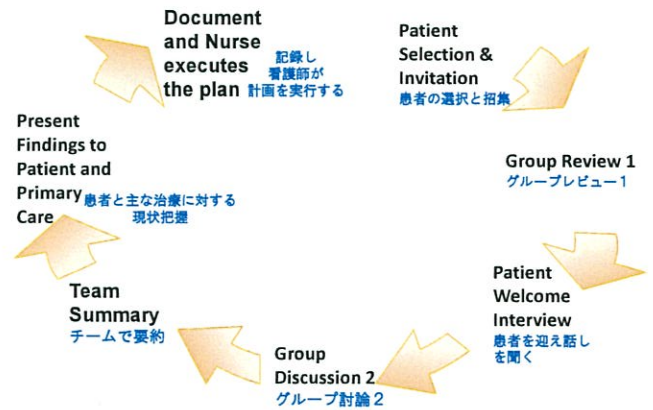 Document
and Nurse
executes
the plan
記録し
看護師が
計画を実行する
Patient
Selection &
Invitation
患者の選択と招集
Group Review 1
グループレビュー１
Patient
Welcome
Interview
患者を迎え話し
を聞く
Group
Discussion 2
グループ討論２
Team
Summary
チームで要約
Present
Findings to
Patient and
Primary
Care
患者と主な治療に対する
現状把握